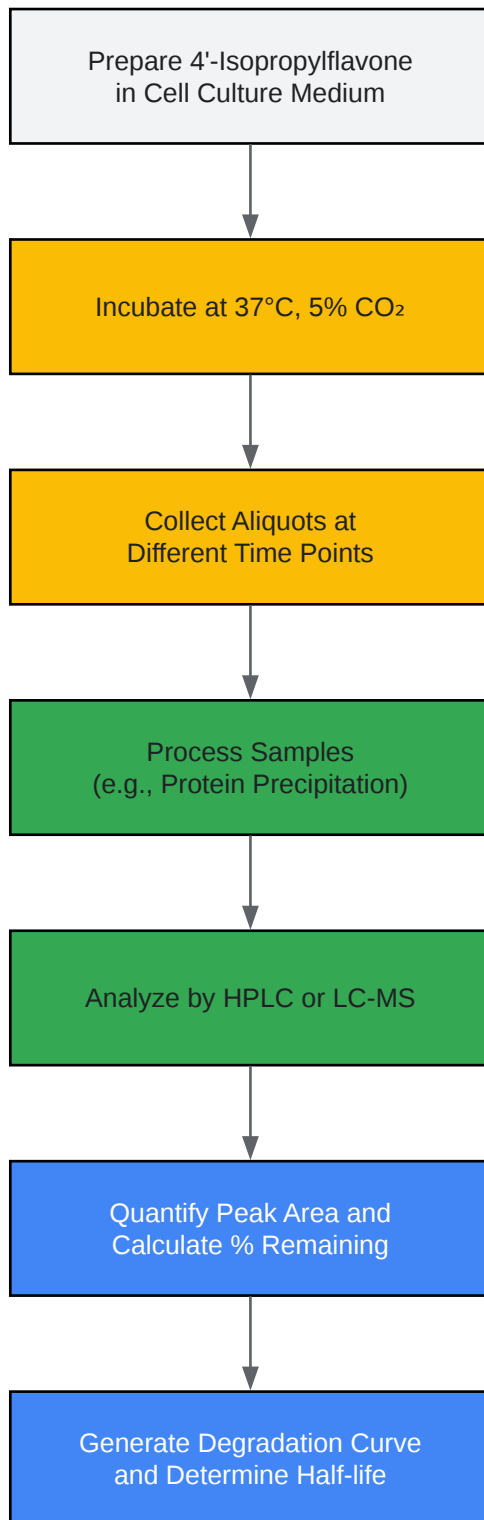 Prepare 4'-Isopropylflavone
in Cell Culture Medium
Incubate at 37°C, 5% CO₂
Collect Aliquots at
Different Time Points
Process Samples
(e.g., Protein Precipitation)
Analyze by HPLC or LC-MS
Quantify Peak Area and
Calculate % Remaining
Generate Degradation Curve
and Determine Half-life